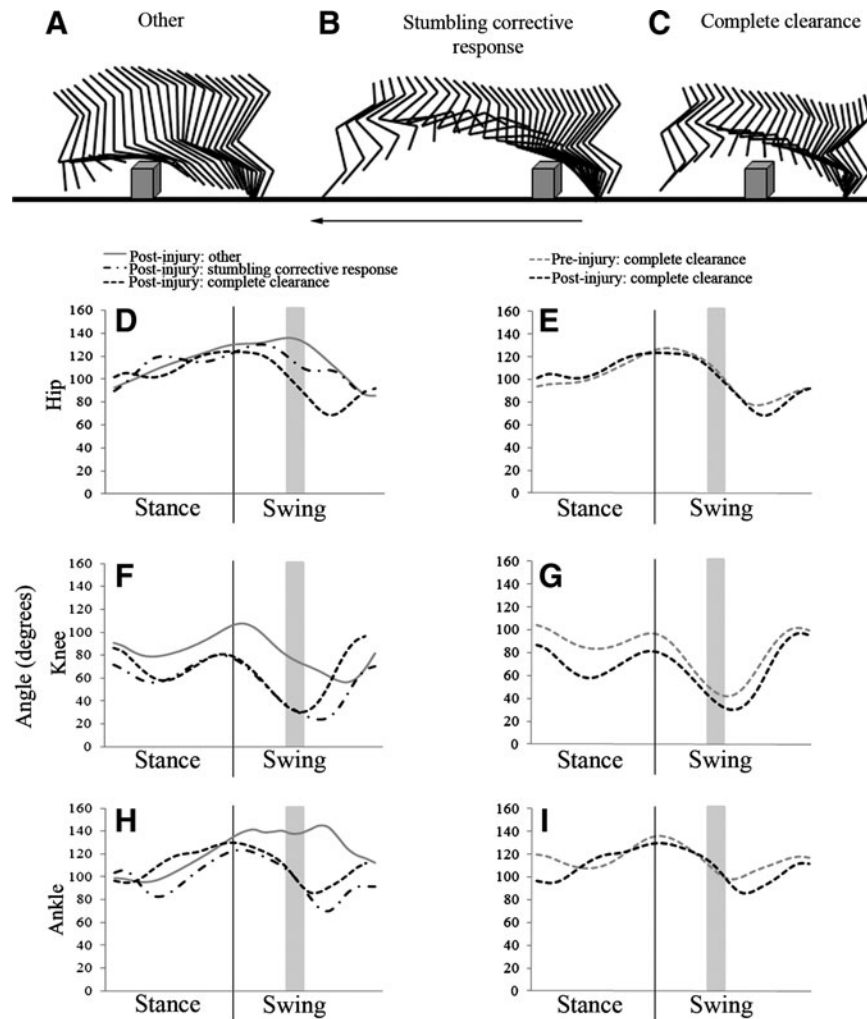 A
Other
B
Stumbling corrective
response
C
Complete clearance
Post-injury: other
Post-injury: stumbling corrective response
Post-injury: complete clearance
Pre-injury: complete clearance
Post-injury: complete clearance
D
160
140
120
100
80
60
40
20
0
Hip
Stance
Swing
E
160
140
120
100
80
60
40
20
0
Stance
Swing
Angle (degrees)
F
160
140
120
100
80
60
40
20
0
Knee
Stance
Swing
G
160
140
120
100
80
60
40
20
0
Stance
Swing
H
160
140
120
100
80
60
40
20
0
Ankle
Stance
Swing
I
160
140
120
100
80
60
40
20
0
Stance
Swing